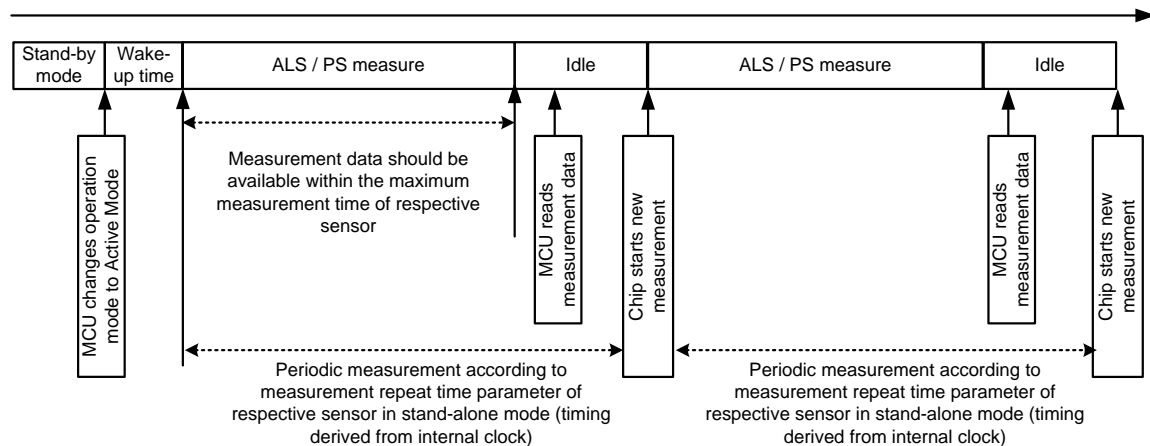 Stand-by
mode
Wake-
up time
ALS / PS measure
Idle
ALS / PS measure
Idle
MCU changes operation
mode to Active Mode
Measurement data should be
available within the maximum
measurement time of respective
sensor
MCU reads
measurement data
Chip starts new
measurement
MCU reads
measurement data
Chip starts new
measurement
Periodic measurement according to
measurement repeat time parameter of
respective sensor in stand-alone mode (timing
derived from internal clock)
Periodic measurement according to
measurement repeat time parameter of
respective sensor in stand-alone mode (timing
derived from internal clock)